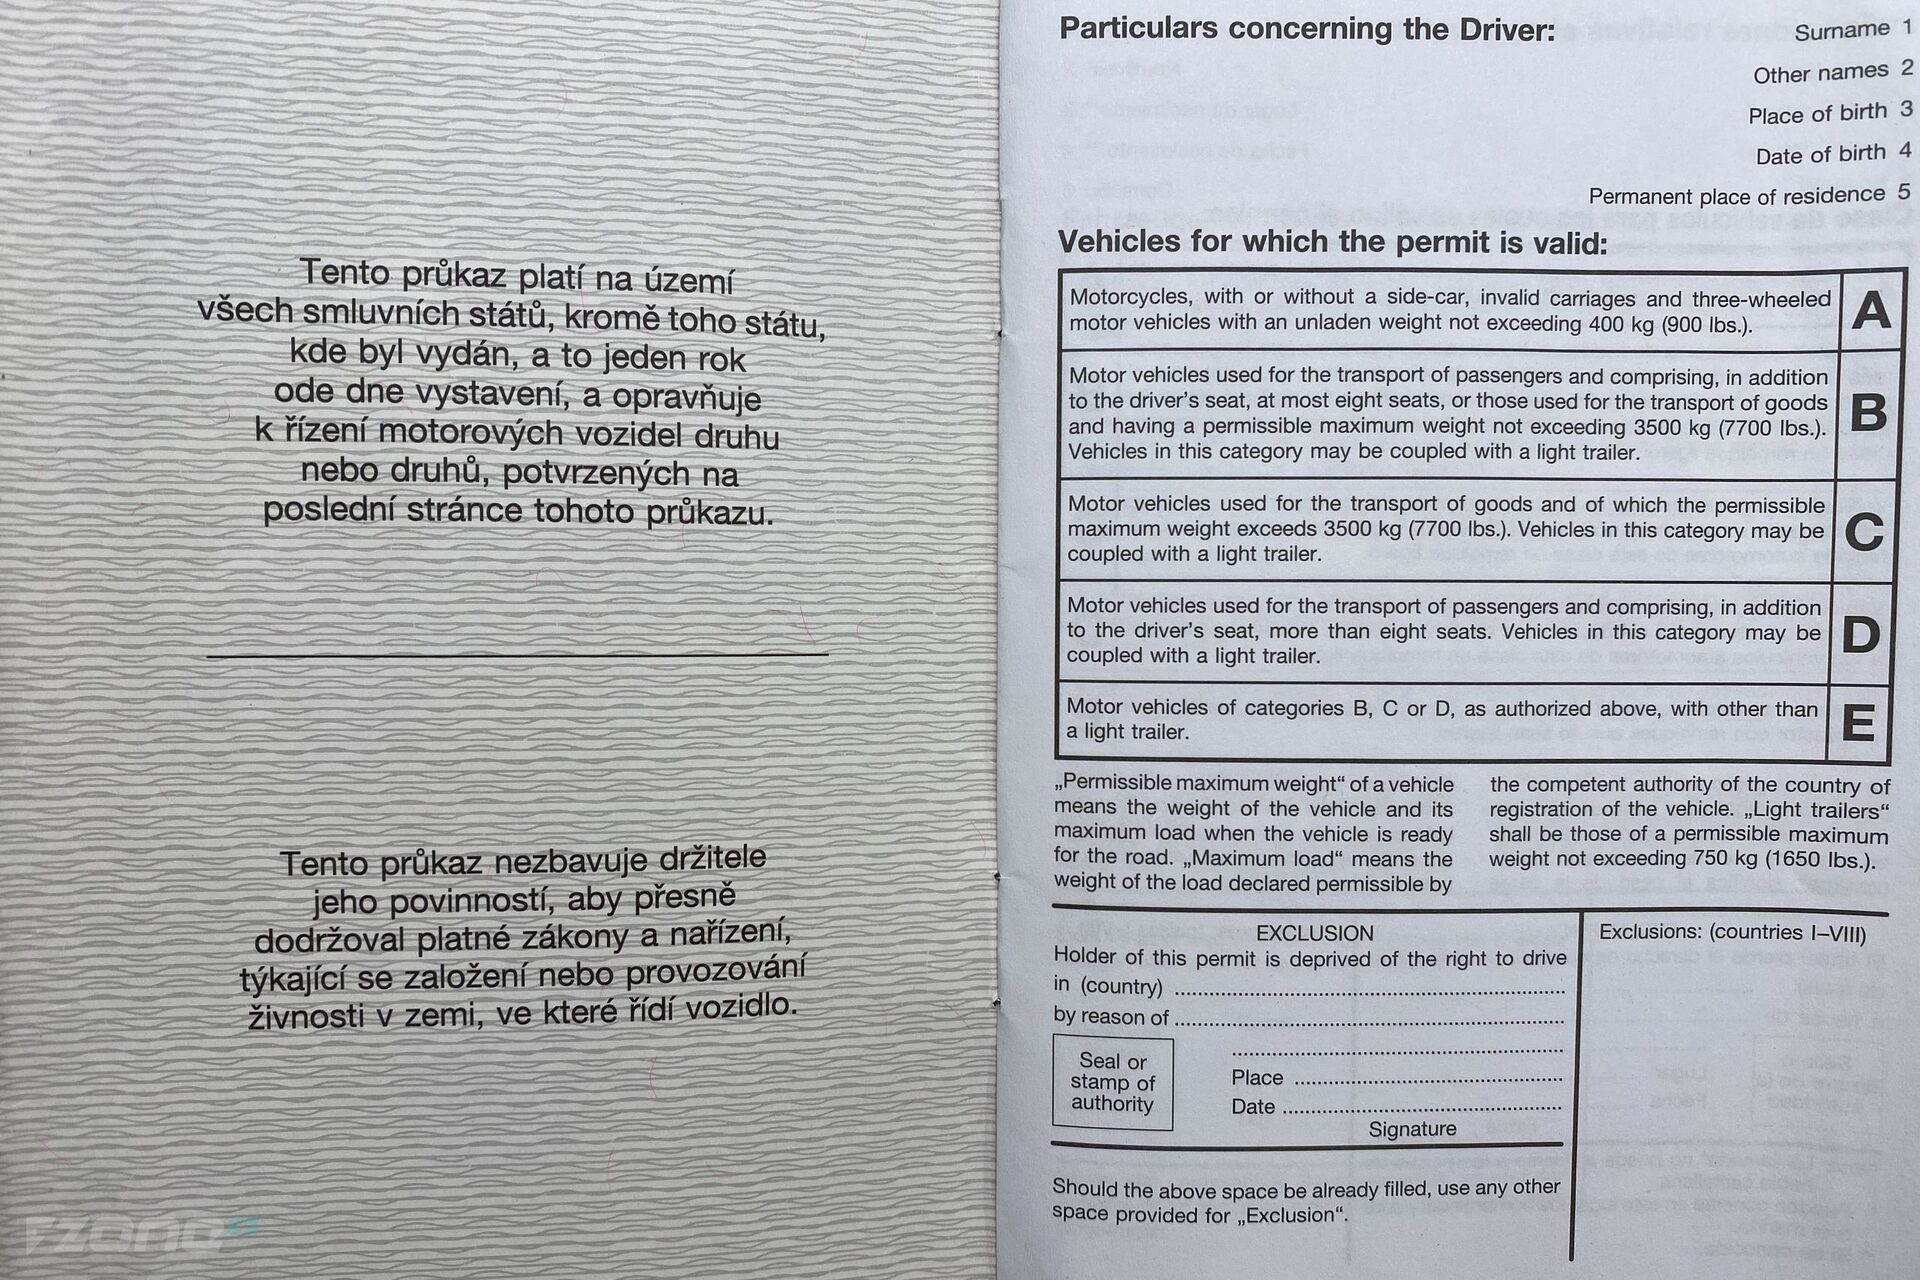 Tento průkaz platí na území
všech smluvních států, kromě toho státu,
kde byl vydán, a to jeden rok
ode dne vystavení, a opravňuje
k řízení motorových vozidel druhu
nebo druhů, potvrzených na
poslední stránce tohoto průkazu.
Tento průkaz nezbavuje držitele
jeho povinností, aby přesně
dodržoval platné zákony a nařízení,
týkající se založení nebo provozování
živnosti v zemi, ve které řídí vozidlo.
Particulars concerning the Driver:
Surname 1
Other names 2
Place of birth 3
Date of birth 4
Permanent place of residence 5
Vehicles for which the permit is valid:
Motorcycles, with or without a side-car, invalid carriages and three-wheeled
motor vehicles with an unladen weight not exceeding 400 kg (900 lbs.).
A
Motor vehicles used for the transport of passengers and comprising, in addition
to the driver's seat, at most eight seats, or those used for the transport of goods
and having a permissible maximum weight not exceeding 3500 kg (7700 lbs.).
Vehicles in this category may be coupled with a light trailer.
B
Motor vehicles used for the transport of goods and of which the permissible
maximum weight exceeds 3500 kg (7700 lbs.). Vehicles in this category may be
coupled with a light trailer.
C
Motor vehicles used for the transport of passengers and comprising, in addition
to the driver's seat, more than eight seats. Vehicles in this category may be
coupled with a light trailer.
D
Motor vehicles of categories B, C or D, as authorized above, with other than
a light trailer.
E
„Permissible maximum weight“ of a vehicle
means the weight of the vehicle and its
maximum load when the vehicle is ready
for the road. „Maximum load“ means the
weight of the load declared permissible by
the competent authority of the country of
registration of the vehicle. „Light trailers“
shall be those of a permissible maximum
weight not exceeding 750 kg (1650 lbs.).
EXCLUSION
Holder of this permit is deprived of the right to drive
in (country)
by reason of
Seal or
stamp of
authority
Place
Date
Signature
Should the above space be already filled, use any other
space provided for „Exclusion“.
Exclusions: (countries I–VIII)